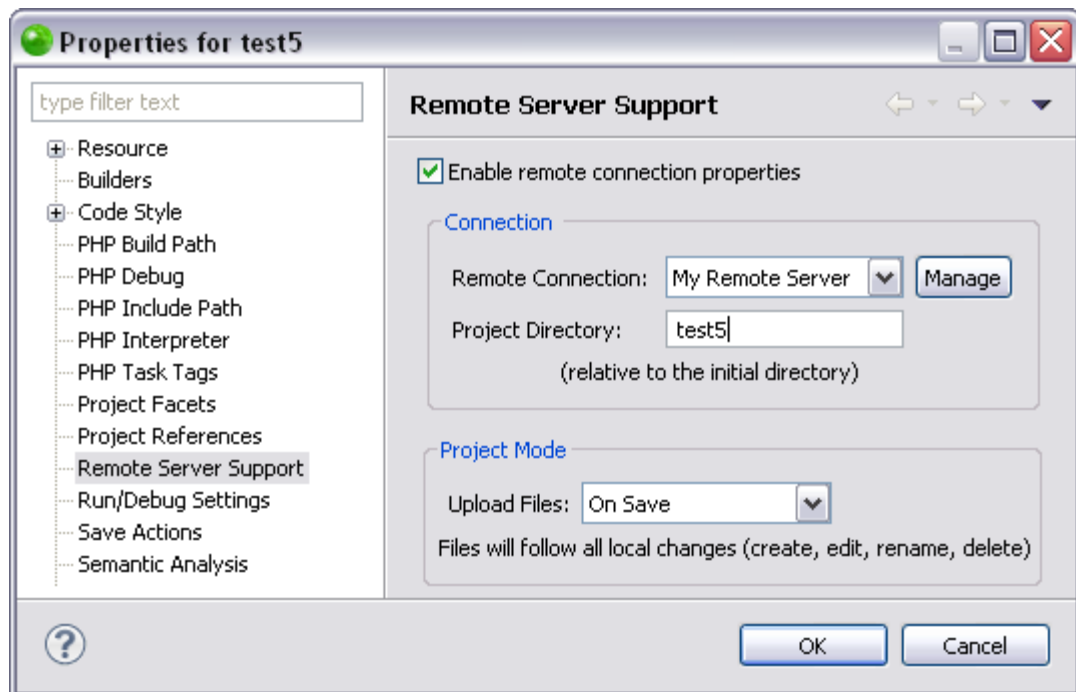 Properties for test5
type filter text
Resource
Builders
Code Style
PHP Build Path
PHP Debug
PHP Include Path
PHP Interpreter
PHP Task Tags
Project Facets
Project References
Remote Server Support
Run/Debug Settings
Save Actions
Semantic Analysis
Remote Server Support
Enable remote connection properties
Connection
Remote Connection: My Remote Server Manage
Project Directory: test5
(relative to the initial directory)
Project Mode
Upload Files: On Save
Files will follow all local changes (create, edit, rename, delete)
? OK Cancel